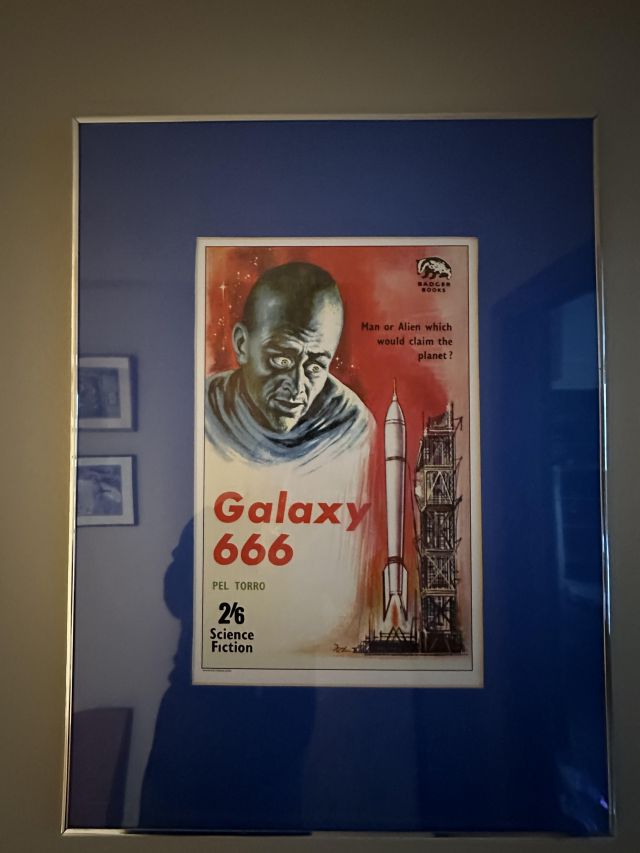 BADGER
BOOKS
Man or Alien which
would claim the
planet?
Galaxy
666
PEL TORRO
2/6
Science
Fiction